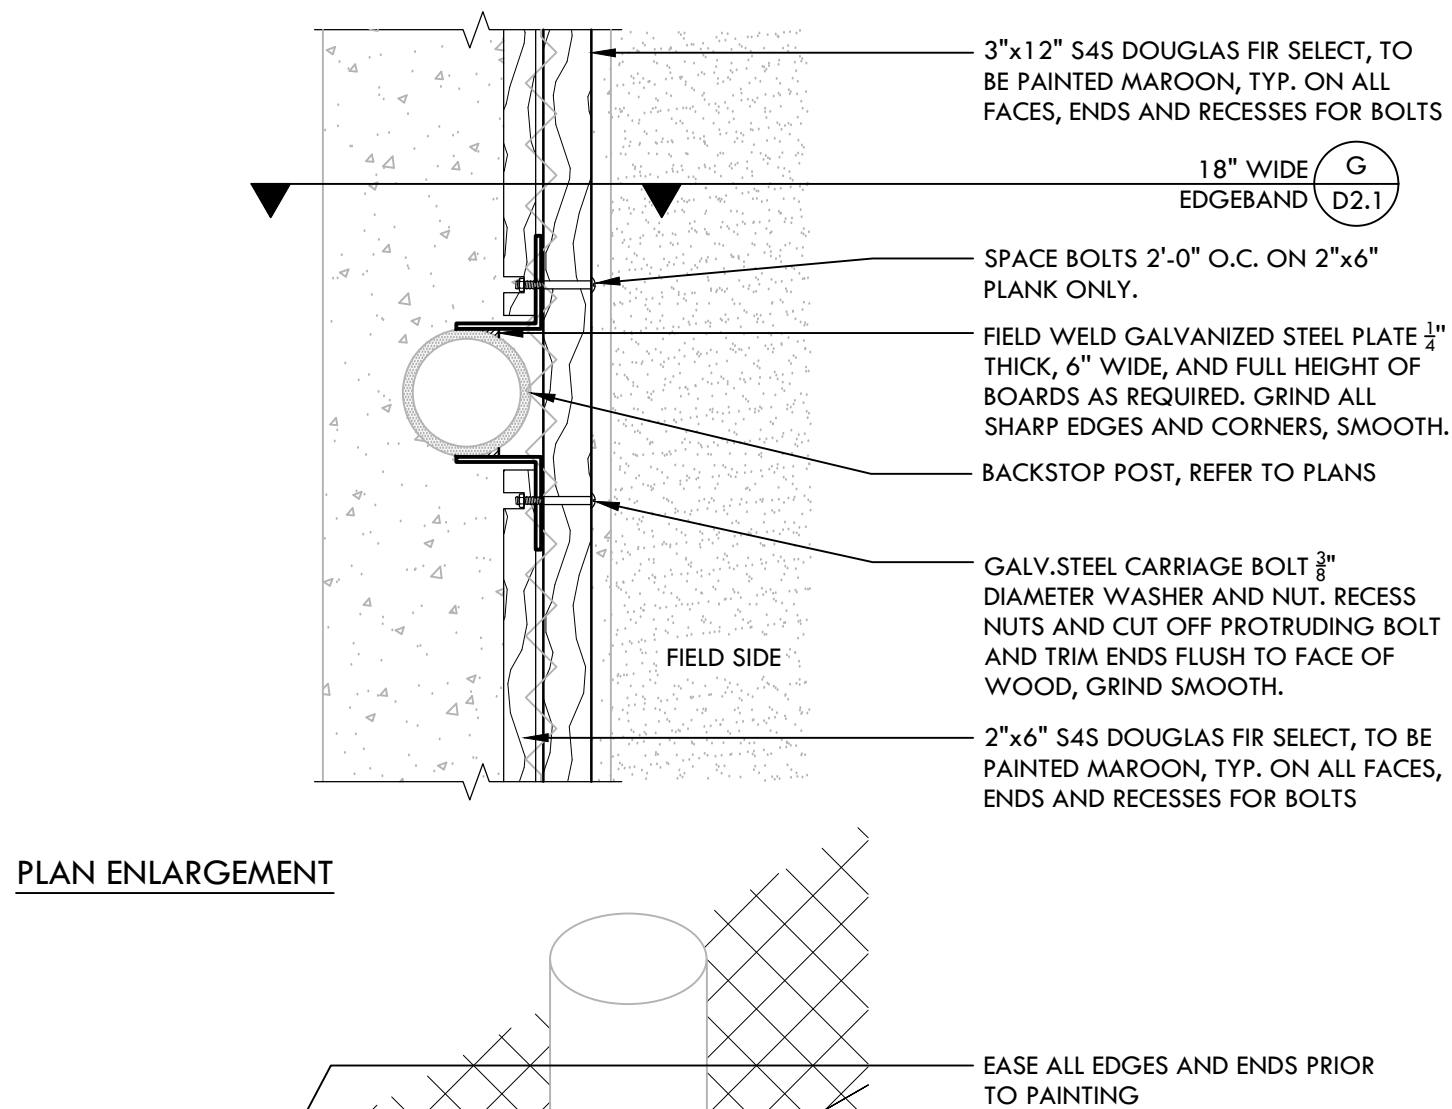 3"x12" S4S DOUGLAS FIR SELECT, TO
BE PAINTED MAROON, TYP. ON ALL
FACES, ENDS AND RECESSES FOR BOLTS
18" WIDE
EDGEBAND
G
D2.1
SPACE BOLTS 2'-0" O.C. ON 2"x6"
PLANK ONLY.
FIELD WELD GALVANIZED STEEL PLATE 1/4"
THICK, 6" WIDE, AND FULL HEIGHT OF
BOARDS AS REQUIRED. GRIND ALL
SHARP EDGES AND CORNERS, SMOOTH.
BACKSTOP POST, REFER TO PLANS
GALV.STEEL CARRIAGE BOLT 3/8"
DIAMETER WASHER AND NUT. RECESS
NUTS AND CUT OFF PROTRUDING BOLT
AND TRIM ENDS FLUSH TO FACE OF
WOOD, GRIND SMOOTH.
FIELD SIDE
2"x6" S4S DOUGLAS FIR SELECT, TO BE
PAINTED MAROON, TYP. ON ALL FACES,
ENDS AND RECESSES FOR BOLTS
PLAN ENLARGEMENT
EASE ALL EDGES AND ENDS PRIOR
TO PAINTING